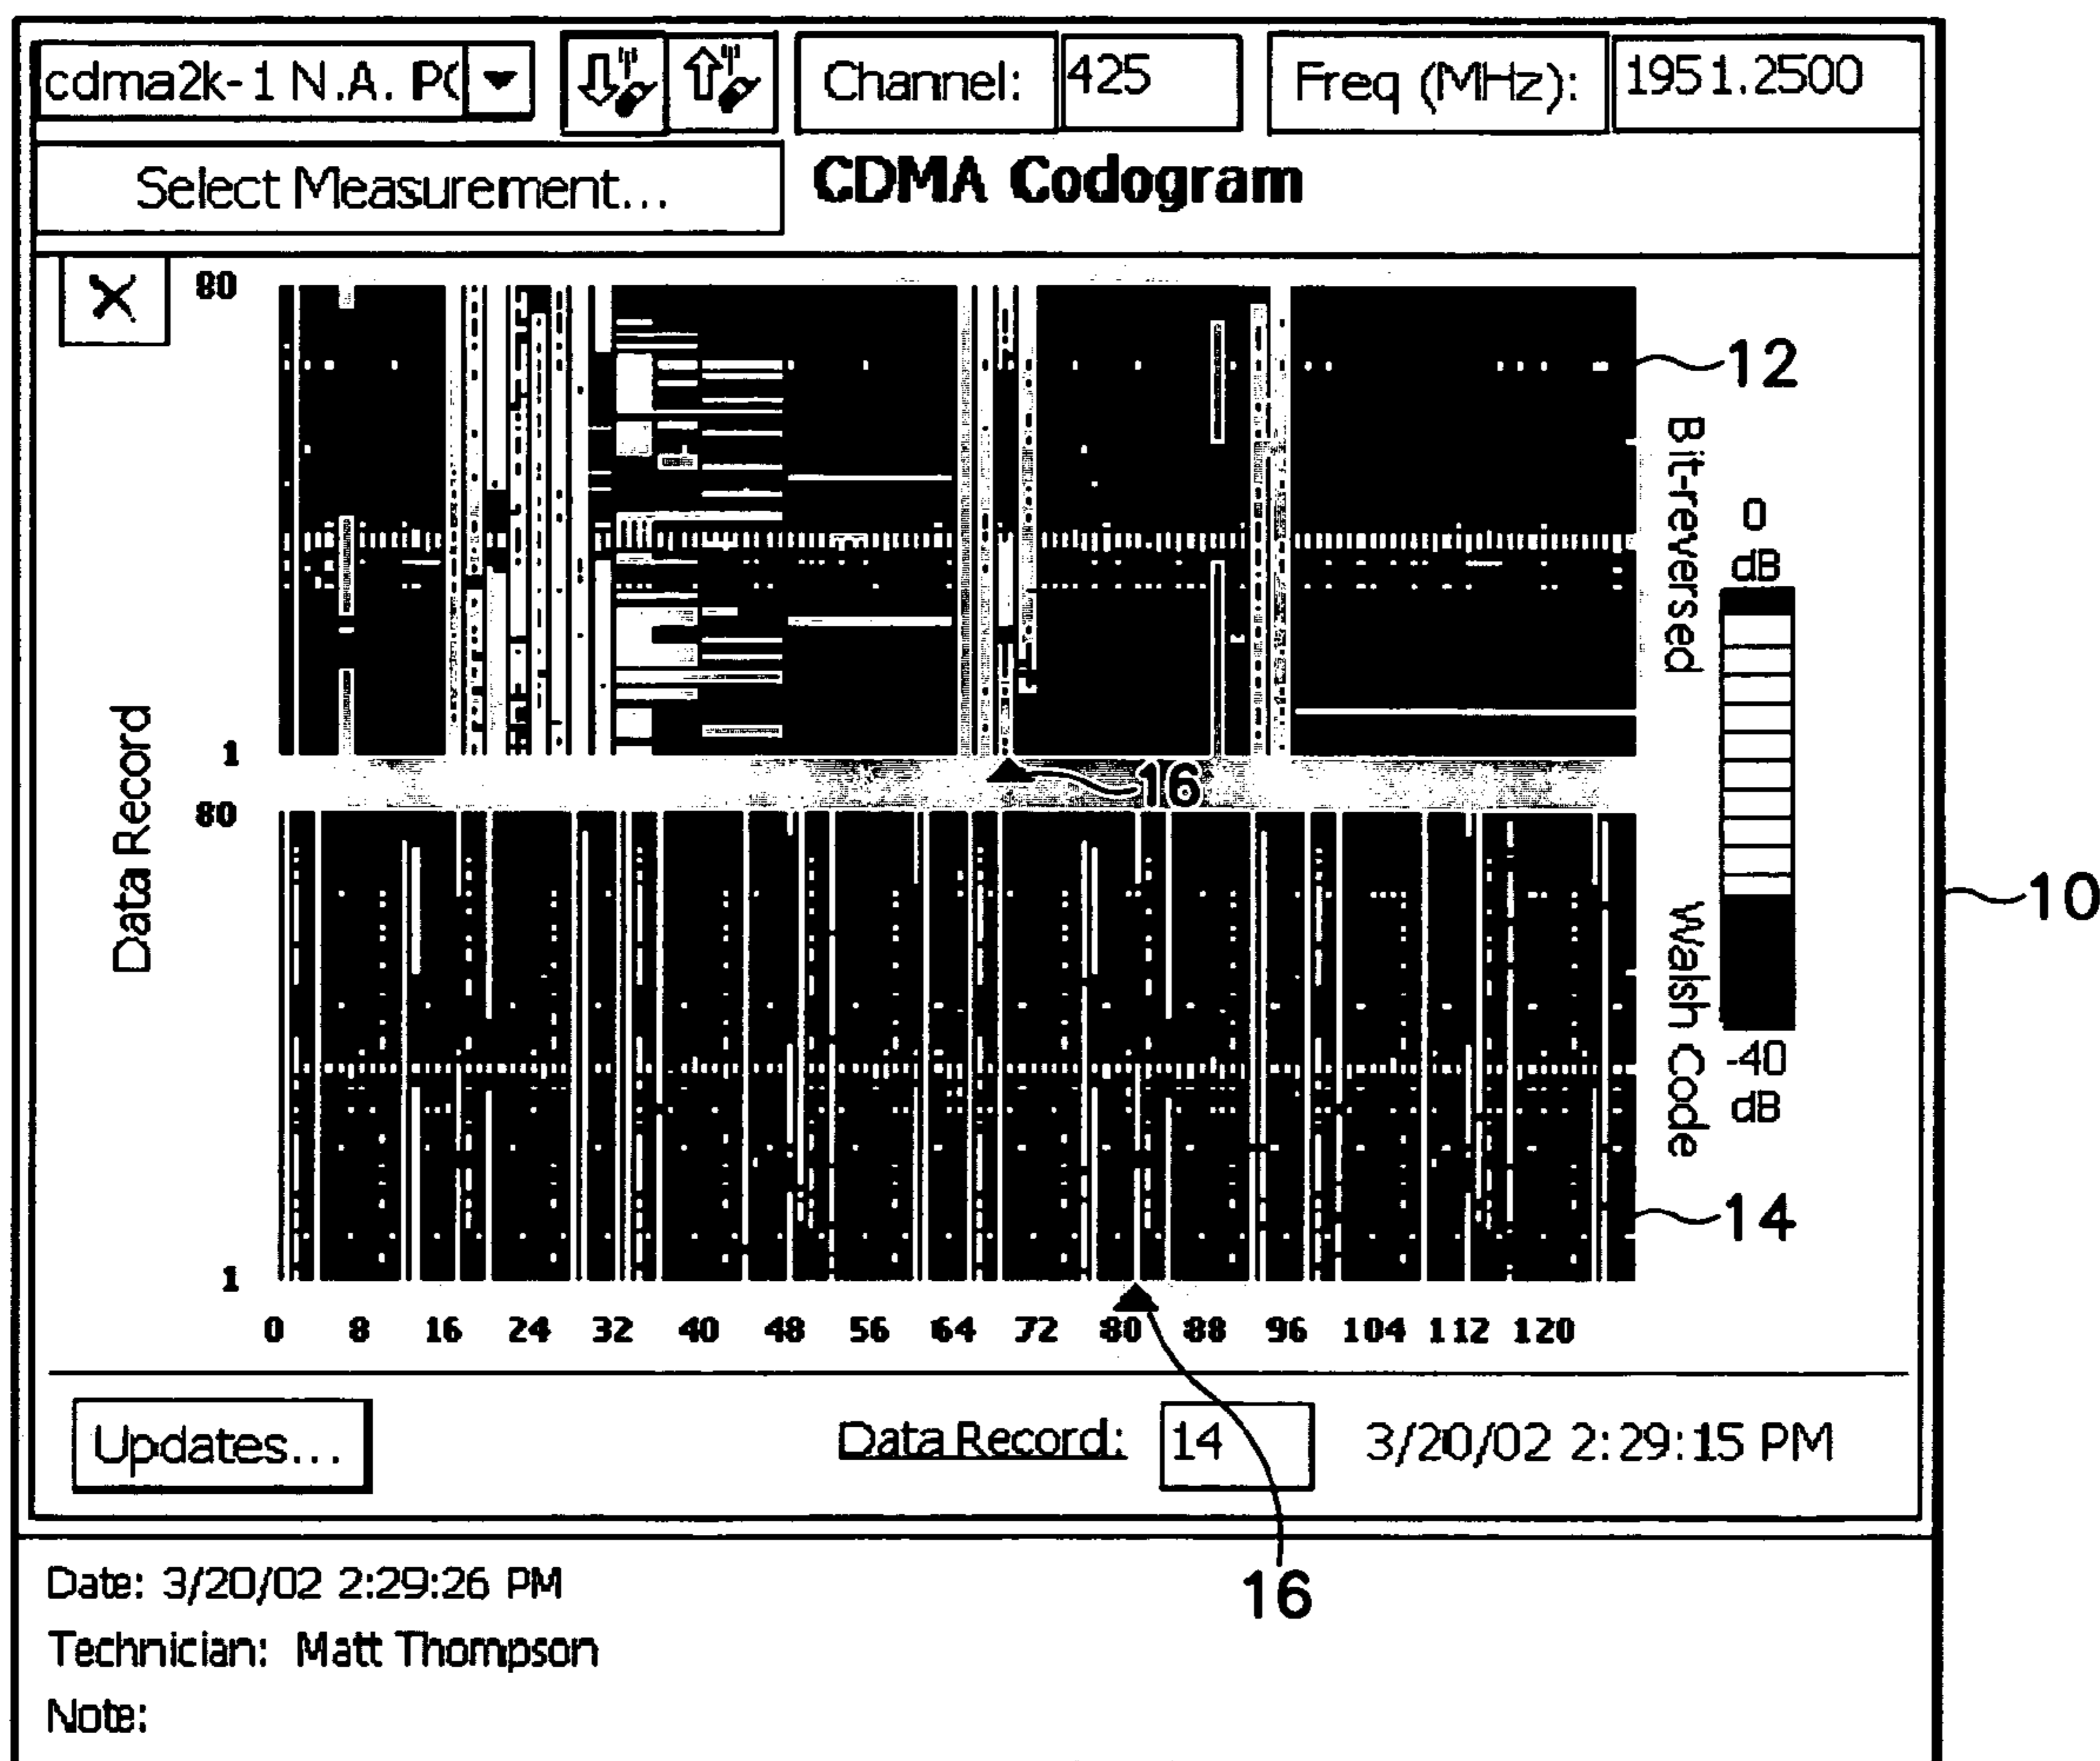 cdma2k-1 N.A. P(
Channel: 425
Freq (MHz): 1951.2500
Select Measurement...
CDMA Codogram
X
80
12
Bit-reversed
0
dB
Data Record
1
16
80
10
Walsh Code
-40
dB
14
1
0 8 16 24 32 40 48 56 64 72 80 88 96 104 112 120
Updates...
Data Record: 14
3/20/02 2:29:15 PM
16
Date: 3/20/02 2:29:26 PM
Technician: Matt Thompson
Note: